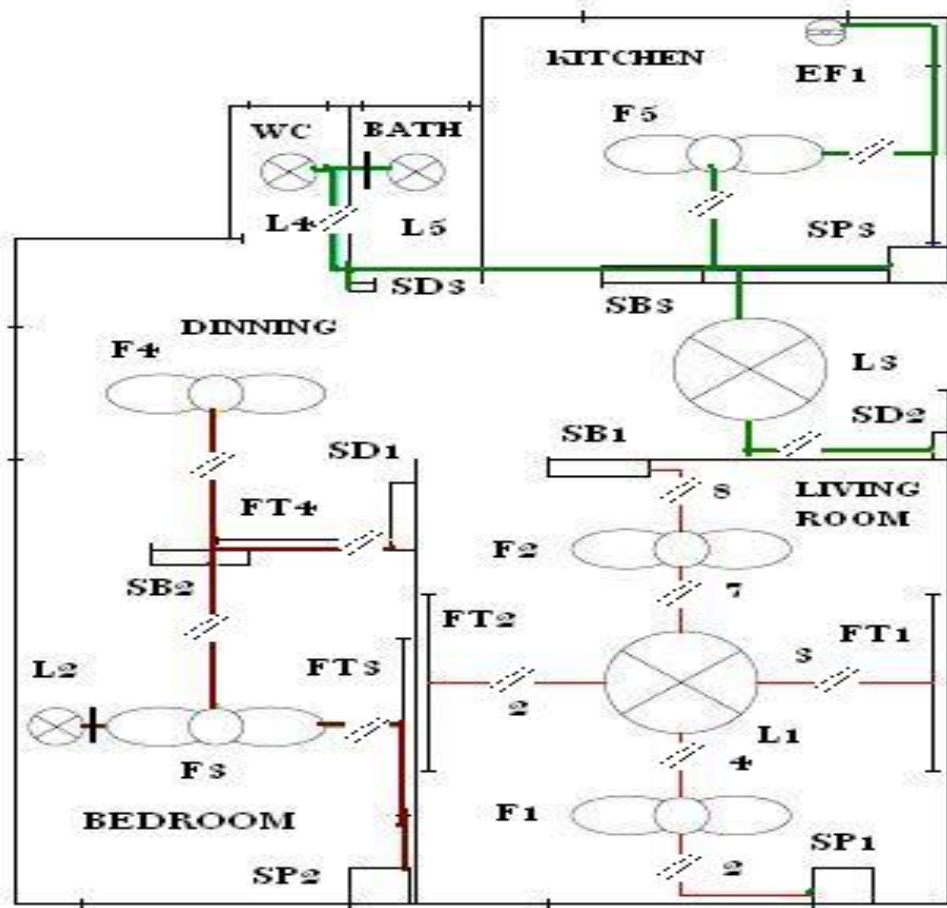 KITCHEN
EF1
F5
WC BATH
L4 L5
SP3
SD3
SB3
DINNING
F4
L3
SD2
SB1
SD1
8
LIVING
ROOM
FT4
F2
SB2
7
FT2
FT1
3
L2
FT3
2
L1
4
F3
F1
BEDROOM
SP1
SP2
2